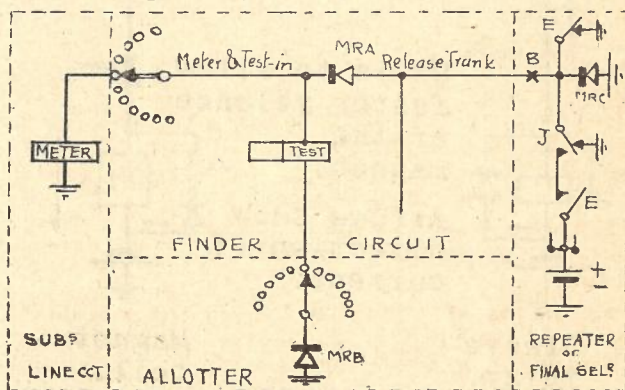 E
Meter & Test-in
MRA
Release Trunk
B
MRC
METER
TEST
J
E
FINDER CIRCUIT
+
-
SUBS
LINE CCT
ALLOTTER
MRB
REPEATER
or
FINAL SELR